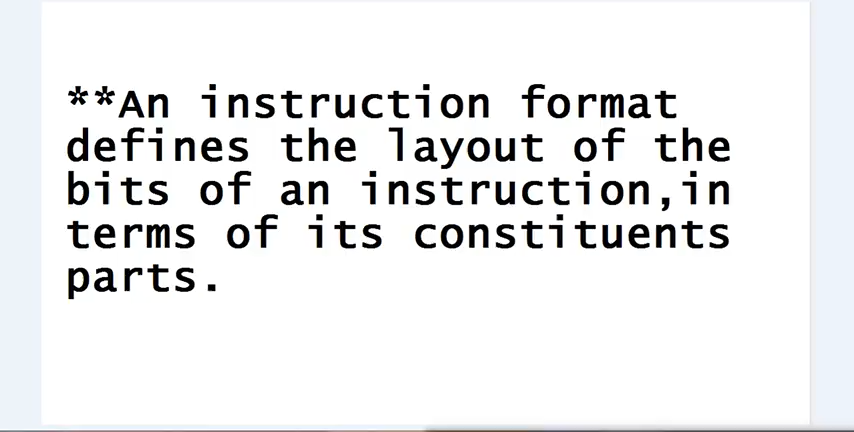 **An instruction format
defines the layout of the
bits of an instruction,in
terms of its constituents
parts.